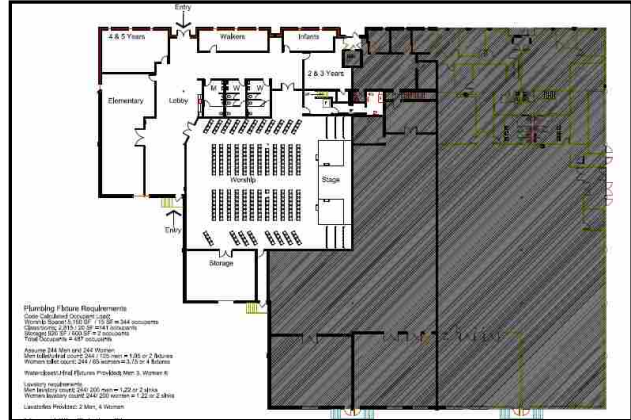 Entry
4 & 5 Years
Walkers
Infants
2 & 3 Years
Elementary
Lobby
M
W
W
Worship
Stage
Entry
Storage
Plumbing Fixture Requirements
Code Calculated Occupant Load
Worship Space: 5,160 SF / 15 SF = 344 occupants
Classrooms: 2,815 / 20 SF = 141 occupants
Storage: 500 SF / 300 SF = 2 occupants
Total Occupants = 487 occupants
Assume 244 Men and 244 Women
Men toilet/urinal count: 244 / 125 men = 1.95 or 2 fixtures
Women toilet count: 244 / 65 women = 3.75 or 4 fixtures
Watercloset/Urinal Fixtures Provided: Men 3, Women 6
Lavatory requirements
Men lavatory count: 244/ 200 men = 1.22 or 2 sinks
Women lavatory count: 244/ 200 women = 1.22 or 2 sinks
Lavatories Provided: 2 Men, 4 Women